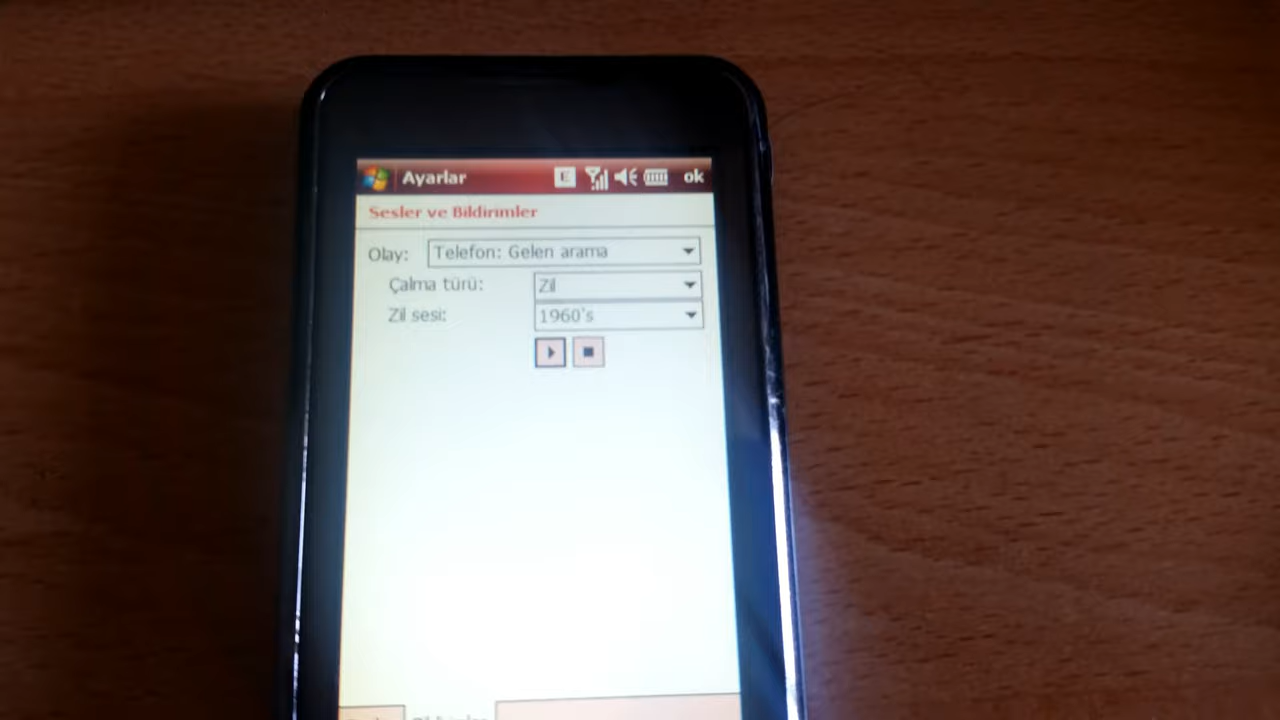 Ayarlar E ok
Sesler ve Bildirimler
Olay: Telefon: Gelen arama
Çalma türü: Zil
Zil sesi: 1960's